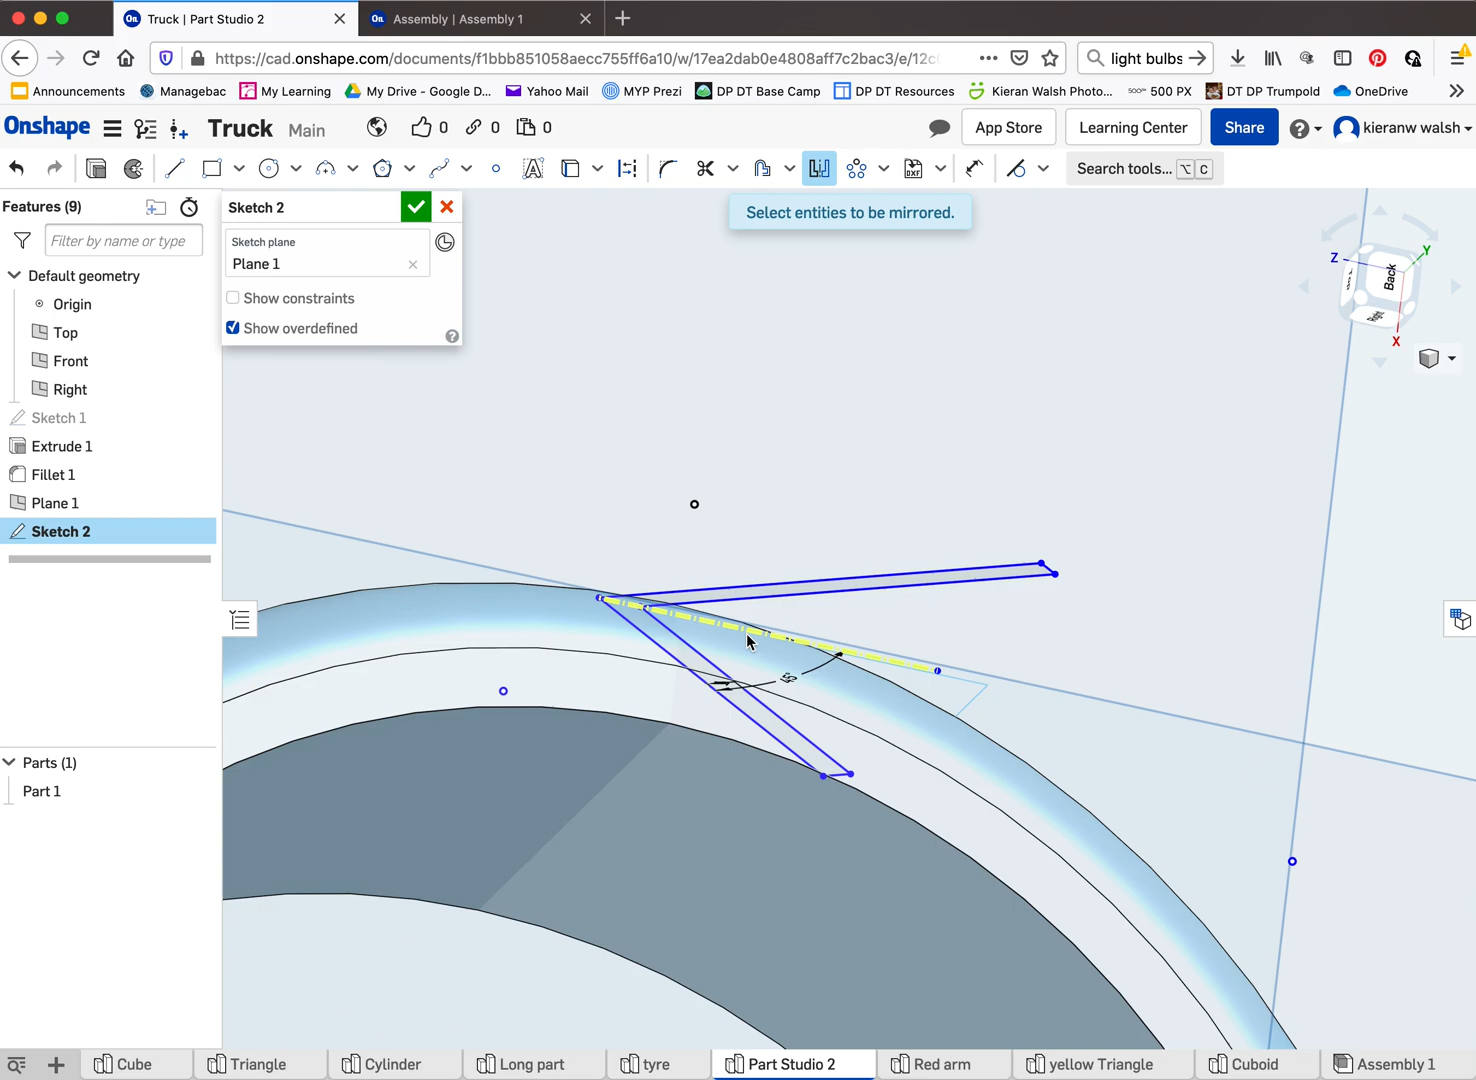 Truck | Part Studio 2
Assembly | Assembly 1
https://cad.onshape.com/documents/f1bbb851058aecc755ff6a10/w/17ea2dab0e4808aff7c2bac3/e/12c
light bulbs
Announcements
Managebac
My Learning
My Drive - Google D...
Yahoo Mail
MYP Prezi
DP DT Base Camp
DP DT Resources
Kieran Walsh Photo...
500 PX
DT DP Trumpold
OneDrive
Onshape
Truck Main
0
0
0
App Store
Learning Center
Share
kieranw walsh
Search tools... ⌥ C
Features (9)
Filter by name or type
Default geometry
Origin
Top
Front
Right
Sketch 1
Extrude 1
Fillet 1
Plane 1
Sketch 2
Parts (1)
Part 1
Sketch 2
Sketch plane
Plane 1
Show constraints
Show overdefined
Select entities to be mirrored.
Z
Y
Back
Right
X
45
Cube
Triangle
Cylinder
Long part
tyre
Part Studio 2
Red arm
yellow Triangle
Cuboid
Assembly 1